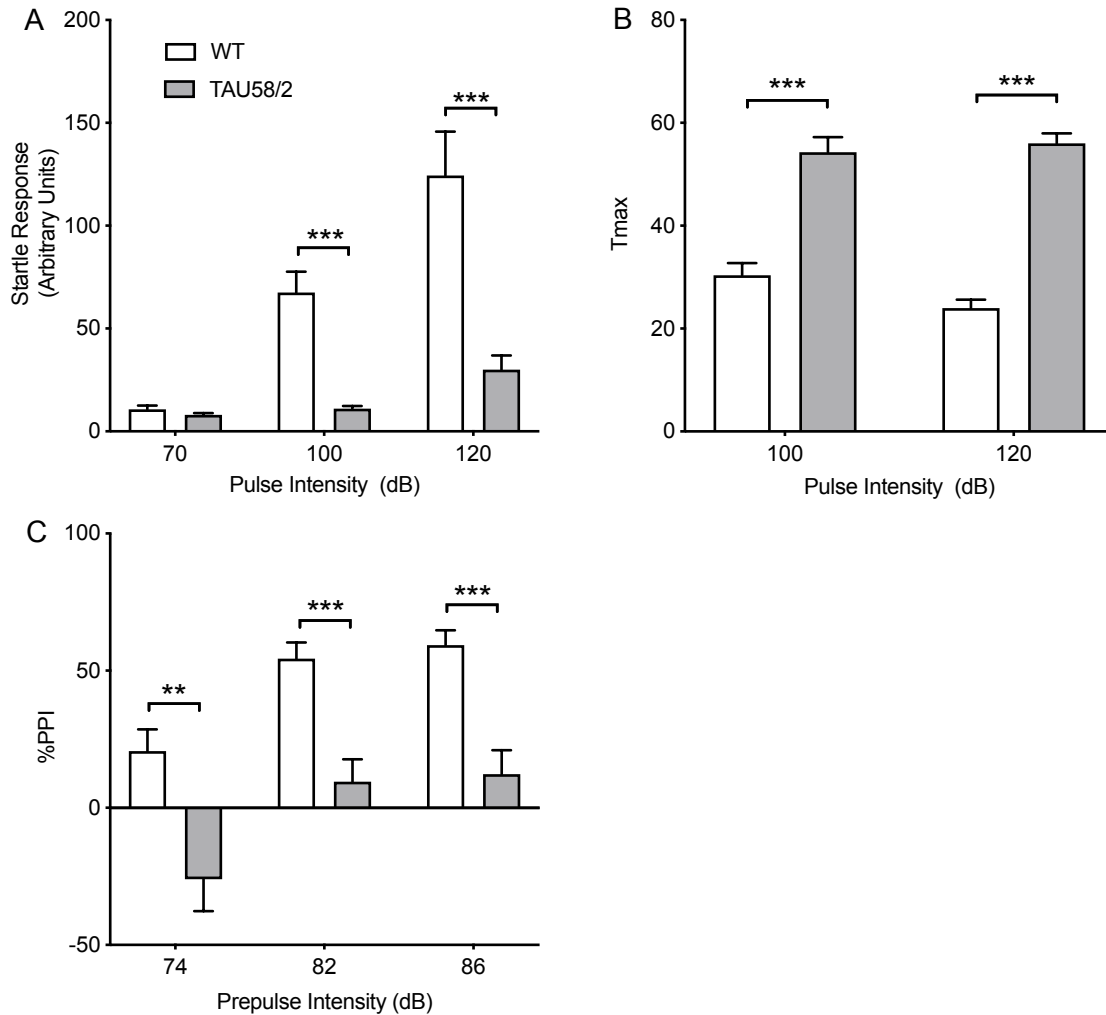 A
200
150
100
50
0
Startle Response
(Arbitrary Units)
WT
TAU58/2
***
***
70
100
120
Pulse Intensity (dB)
B
80
60
40
20
0
Tmax
***
***
100
120
Pulse Intensity (dB)
C
100
50
0
-50
%PPI
**
***
***
74
82
86
Prepulse Intensity (dB)